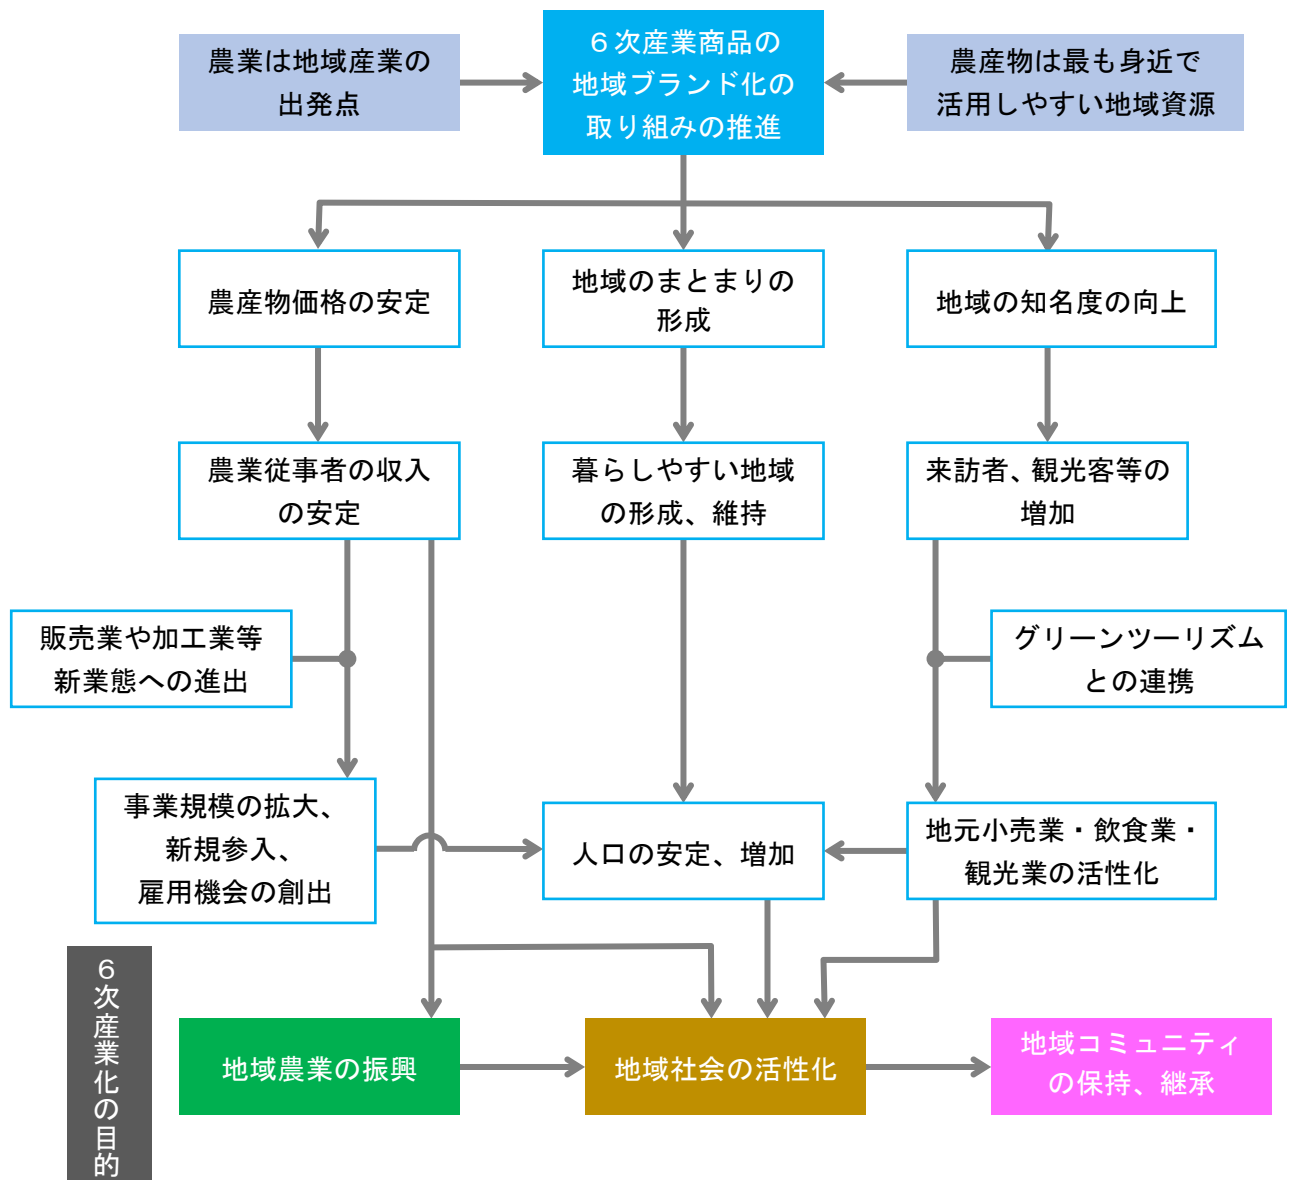 農業は地域産業の
出発点
６次産業商品の
地域ブランド化の
取り組みの推進
農産物は最も身近で
活用しやすい地域資源
農産物価格の安定
地域のまとまりの
形成
地域の知名度の向上
農業従事者の収入
の安定
暮らしやすい地域
の形成、維持
来訪者、観光客等の
増加
販売業や加工業等
新業態への進出
グリーンツーリズム
との連携
事業規模の拡大、
新規参入、
雇用機会の創出
人口の安定、増加
地元小売業・飲食業・
観光業の活性化
６次産業化の目的
地域農業の振興
地域社会の活性化
地域コミュニティ
の保持、継承